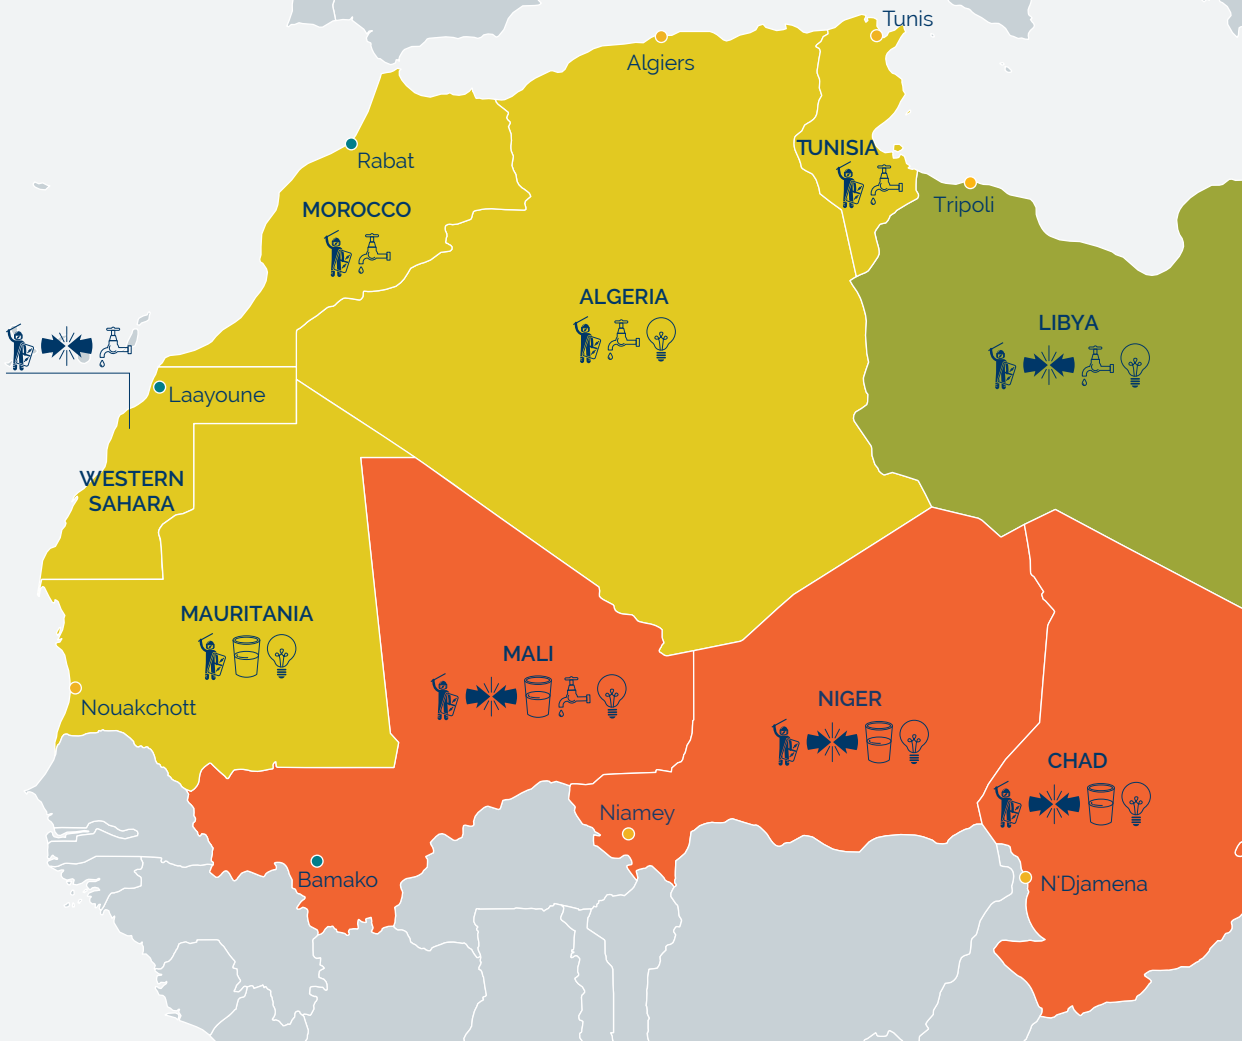 Tunis
Algiers
TUNISIA
Rabat
Tripoli
MOROCCO
ALGERIA
LIBYA
Laayoune
WESTERN
SAHARA
MAURITANIA
MALI
NIGER
Nouakchott
CHAD
Niamey
Bamako
N'Djamena